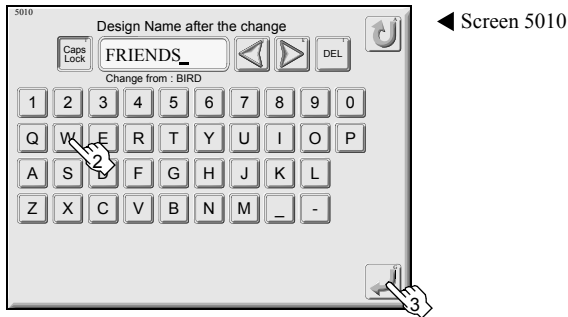 5010
◀ Screen 5010
Design Name after the change
Caps Lock FRIENDS_ DEL
Change from : BIRD
1 2 3 4 5 6 7 8 9 0
Q W E R T Y U I O P
2
A S D F G H J K L
Z X C V B N M _ -
3